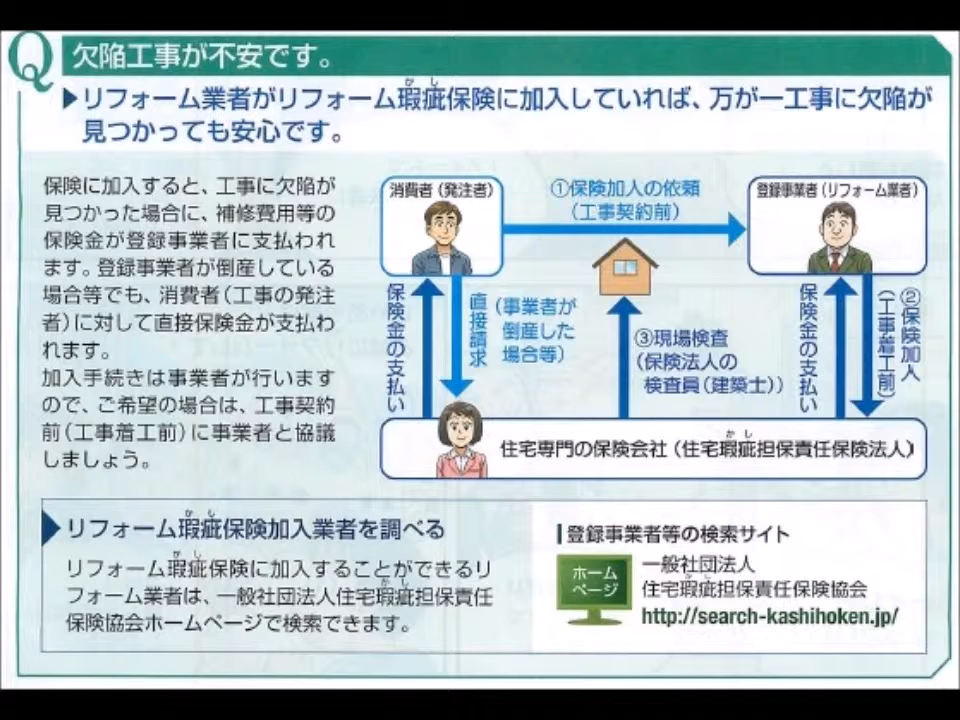 Q 欠陥工事が不安です。
▶リフォーム業者がリフォーム瑕疵保険に加入していれば、万が一工事に欠陥が
見つかっても安心です。
かし
保険に加入すると、工事に欠陥が
見つかった場合に、補修費用等の
保険金が登録事業者に支払われ
ます。登録事業者が倒産している
場合等でも、消費者(工事の発注
者)に対して直接保険金が支払わ
れます。
加入手続きは事業者が行います
ので、ご希望の場合は、工事契約
前(工事着工前)に事業者と協議
しましょう。
消費者(発注者)
①保険加入の依頼
(工事契約前)
登録事業者(リフォーム業者)
保険金の支払い
直接請求
(事業者が
倒産した
場合等)
③現場検査
(保険法人の
検査員(建築士))
保険金の支払い
②保険加入
(工事着工前)
かし
住宅専門の保険会社(住宅瑕疵担保責任保険法人)
かし
リフォーム瑕疵保険加入業者を調べる
かし
リフォーム瑕疵保険に加入することができるリ
かし
フォーム業者は、一般社団法人住宅瑕疵担保責任
保険協会ホームページで検索できます。
登録事業者等の検索サイト
ホーム
ページ
一般社団法人
かし
住宅瑕疵担保責任保険協会
http://search-kashihoken.jp/